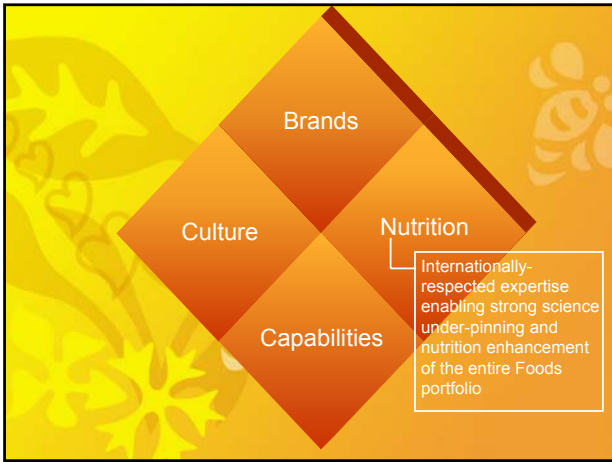 Brands
Culture
Nutrition
Internally-
respected expertise
enabling strong science
under-pinning and
nutrition enhancement
of the entire Foods
portfolio
Capabilities